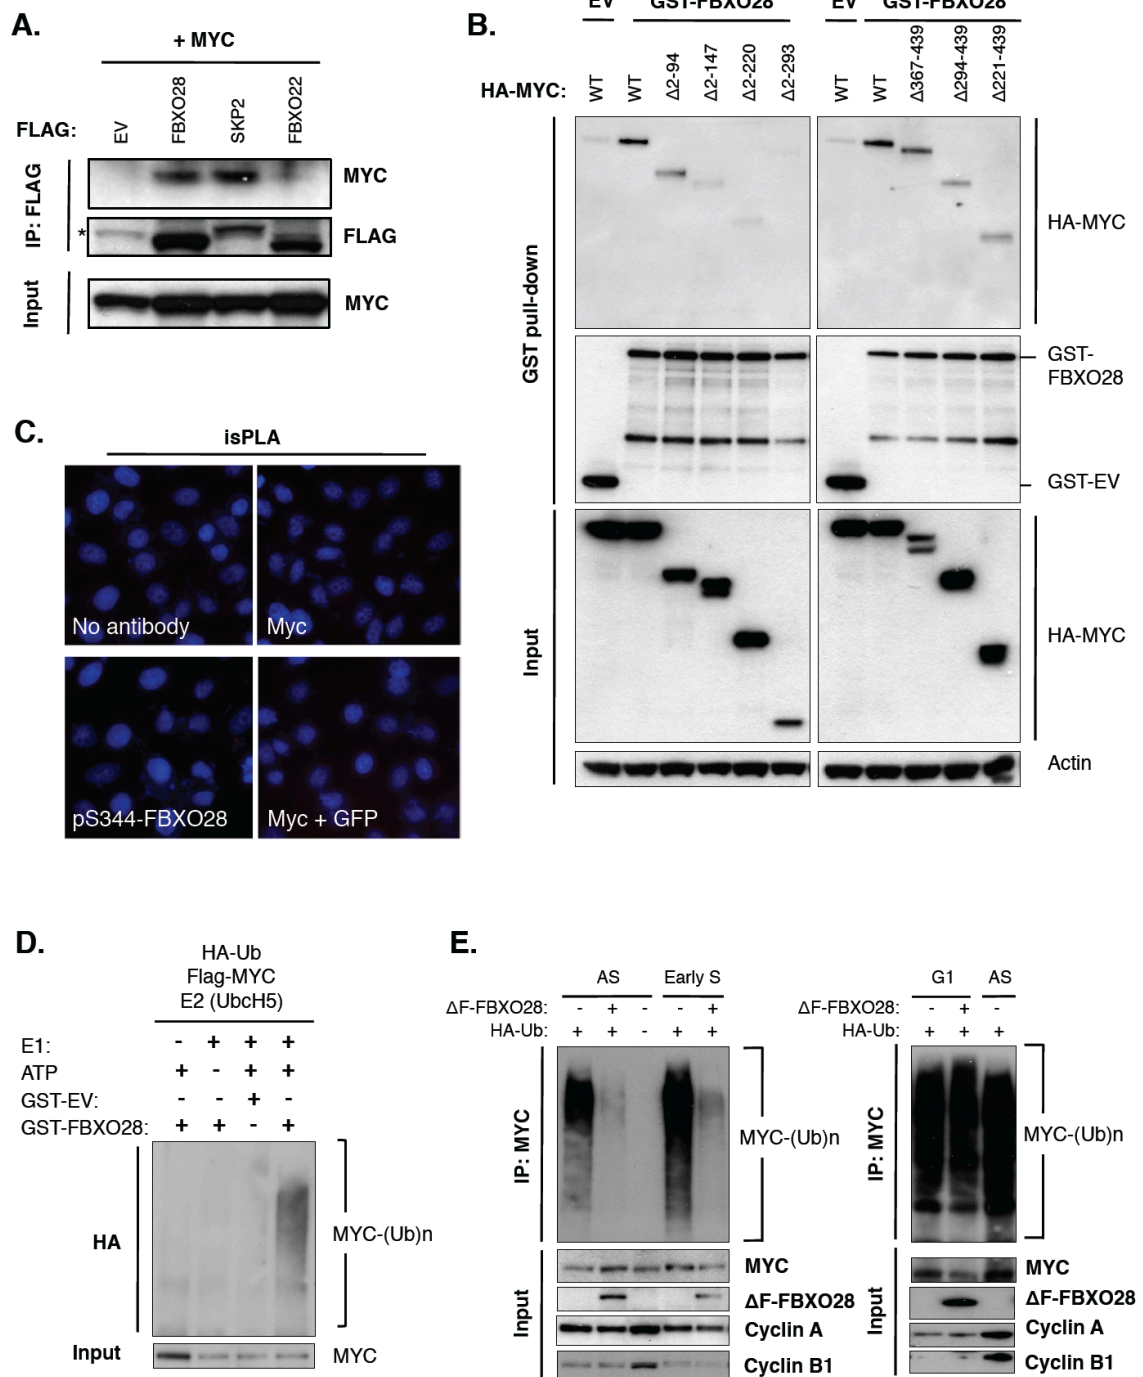 A.
+ MYC
FLAG:
EV
FBXO28
SKP2
FBXO22
IP: FLAG
MYC
*
FLAG
Input
MYC
B.
EV
GST-FBXO28
EV
GST-FBXO28
HA-MYC:
WT
WT
Δ2-94
Δ2-147
Δ2-220
Δ2-293
WT
WT
Δ367-439
Δ294-439
Δ221-439
GST pull-down
HA-MYC
GST-
FBXO28
GST-EV
Input
HA-MYC
Actin
C.
isPLA
No antibody
Myc
pS344-FBXO28
Myc + GFP
D.
HA-Ub
Flag-MYC
E2 (UbcH5)
E1: - + + +
ATP + - + +
GST-EV: - - + -
GST-FBXO28: + + - +
HA
MYC-(Ub)n
Input
MYC
E.
AS
Early S
ΔF-FBXO28: - + - - +
HA-Ub: + + - + +
IP: MYC
MYC-(Ub)n
Input
MYC
ΔF-FBXO28
Cyclin A
Cyclin B1
G1
AS
ΔF-FBXO28: - + -
HA-Ub: + + +
IP: MYC
MYC-(Ub)n
Input
MYC
ΔF-FBXO28
Cyclin A
Cyclin B1